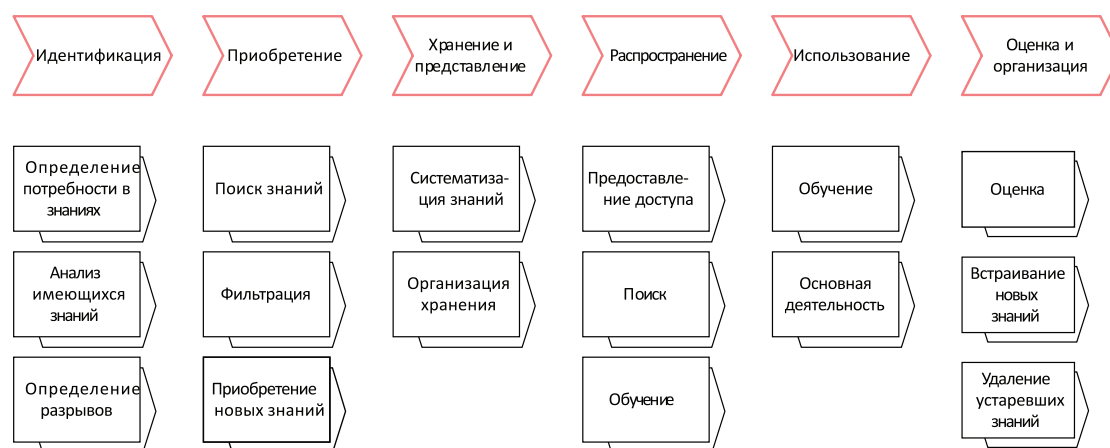 Идентификация
Приобретение
Хранение и
представление
Распространение
Использование
Оценка и
организация
Определение
потребности в
знаниях
Поиск знаний
Систематиза-
ция знаний
Предоставле-
ние доступа
Обучение
Оценка
Анализ
имеющихся
знаний
Фильтрация
Организация
хранения
Поиск
Основная
деятельность
Встраивание
новых
знаний
Определение
разрывов
Приобретение
новых знаний
Обучение
Удаление
устаревших
знаний